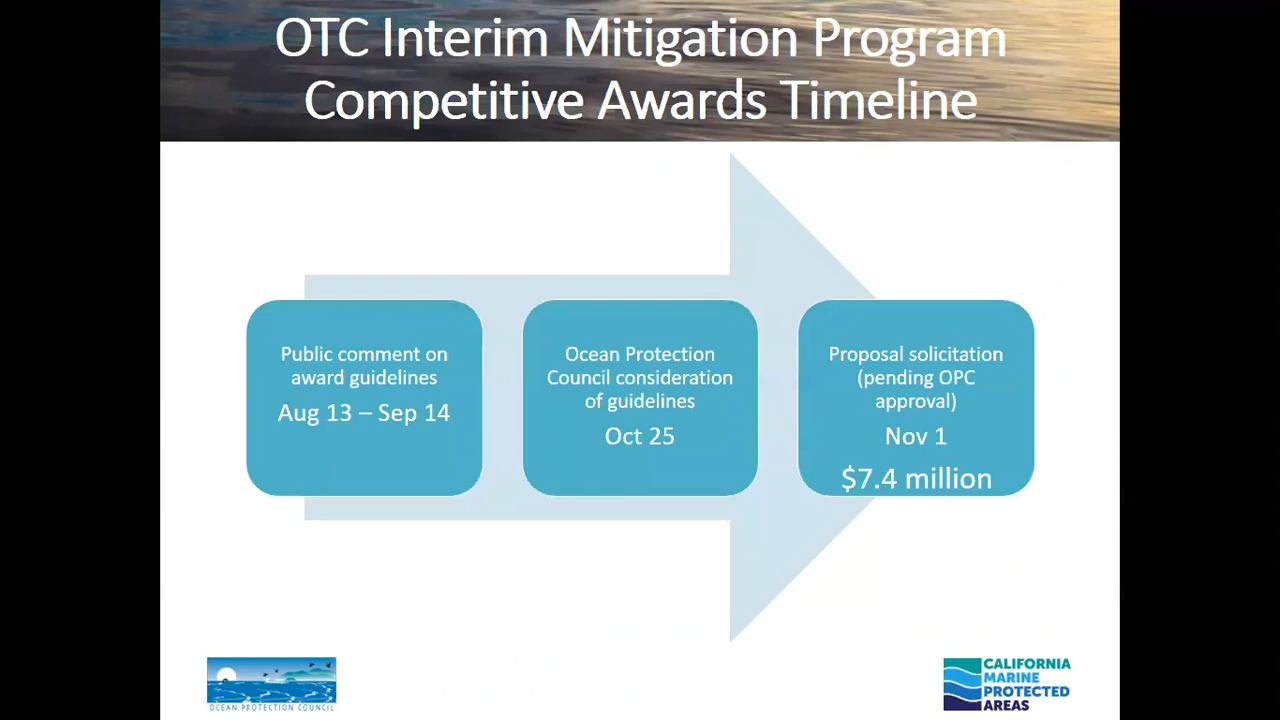 OTC Interim Mitigation Program
Competitive Awards Timeline
Public comment on
award guidelines
Aug 13 – Sep 14
Ocean Protection
Council consideration
of guidelines
Oct 25
Proposal solicitation
(pending OPC
approval)
Nov 1
$7.4 million
OCEAN PROTECTION COUNCIL
CALIFORNIA
MARINE
PROTECTED
AREAS